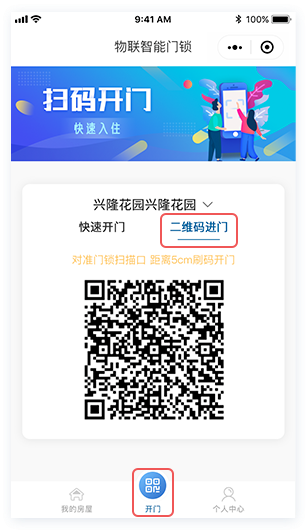 9:41 AM
100%
物联智能门锁
扫码开门
快速入住
兴隆花园兴隆花园
快速开门 二维码进门
对准门锁扫描口 距离5cm刷码开门
我的房屋 开门 个人中心